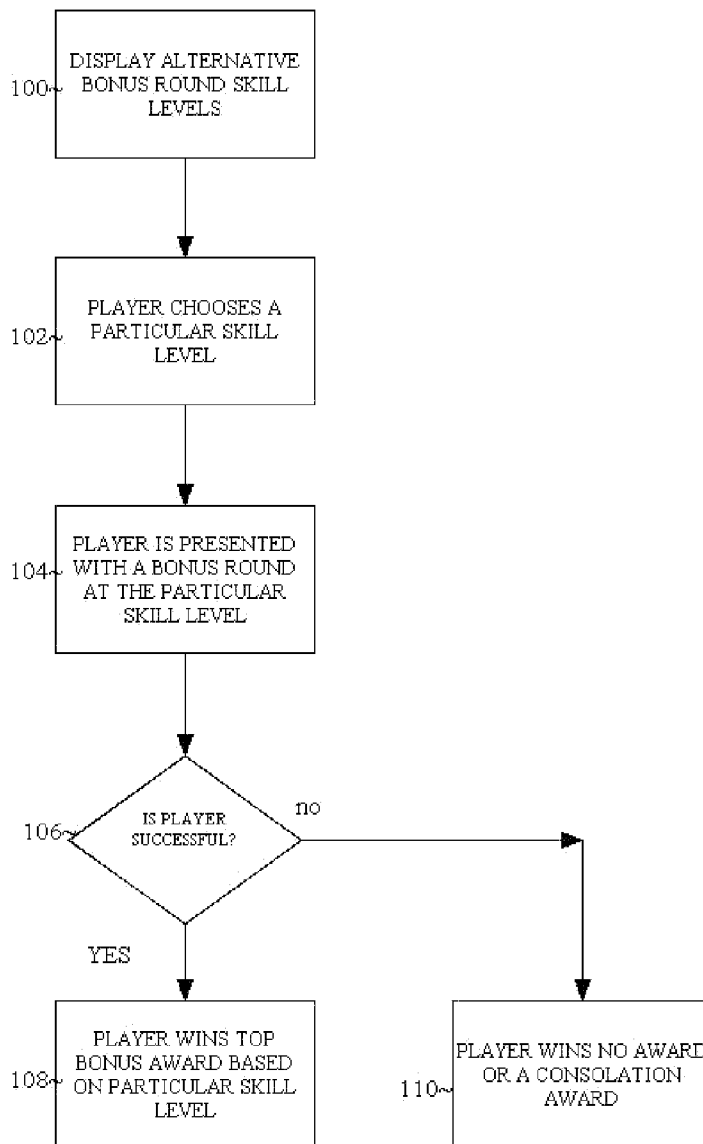 DISPLAY ALTERNATIVE
BONUS ROUND SKILL
LEVELS
100~
PLAYER CHOOSES A
PARTICULAR SKILL
LEVEL
102~
PLAYER IS PRESENTED
WITH A BONUS ROUND
AT THE PARTICULAR
SKILL LEVEL
104~
IS PLAYER
SUCCESSFUL?
106~
no
YES
PLAYER WINS TOP
BONUS AWARD BASED
ON PARTICULAR SKILL
LEVEL
108~
PLAYER WINS NO AWARD
OR A CONSOLATION
AWARD
110~